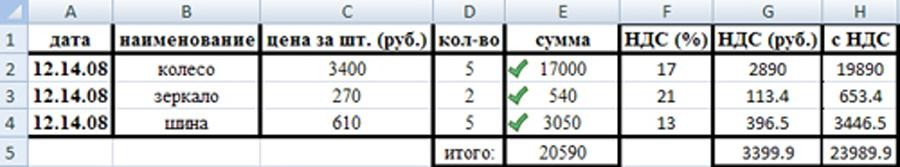 A B C D E F G H
1 дата наименование цена за шт. (руб.) кол-во сумма НДС (%) НДС (руб.) с НДС
2 12.14.08 колесо 3400 5 17000 17 2890 19890
3 12.14.08 зеркало 270 2 540 21 113.4 653.4
4 12.14.08 шина 610 5 3050 13 396.5 3446.5
5 итого: 20590 3399.9 23989.9